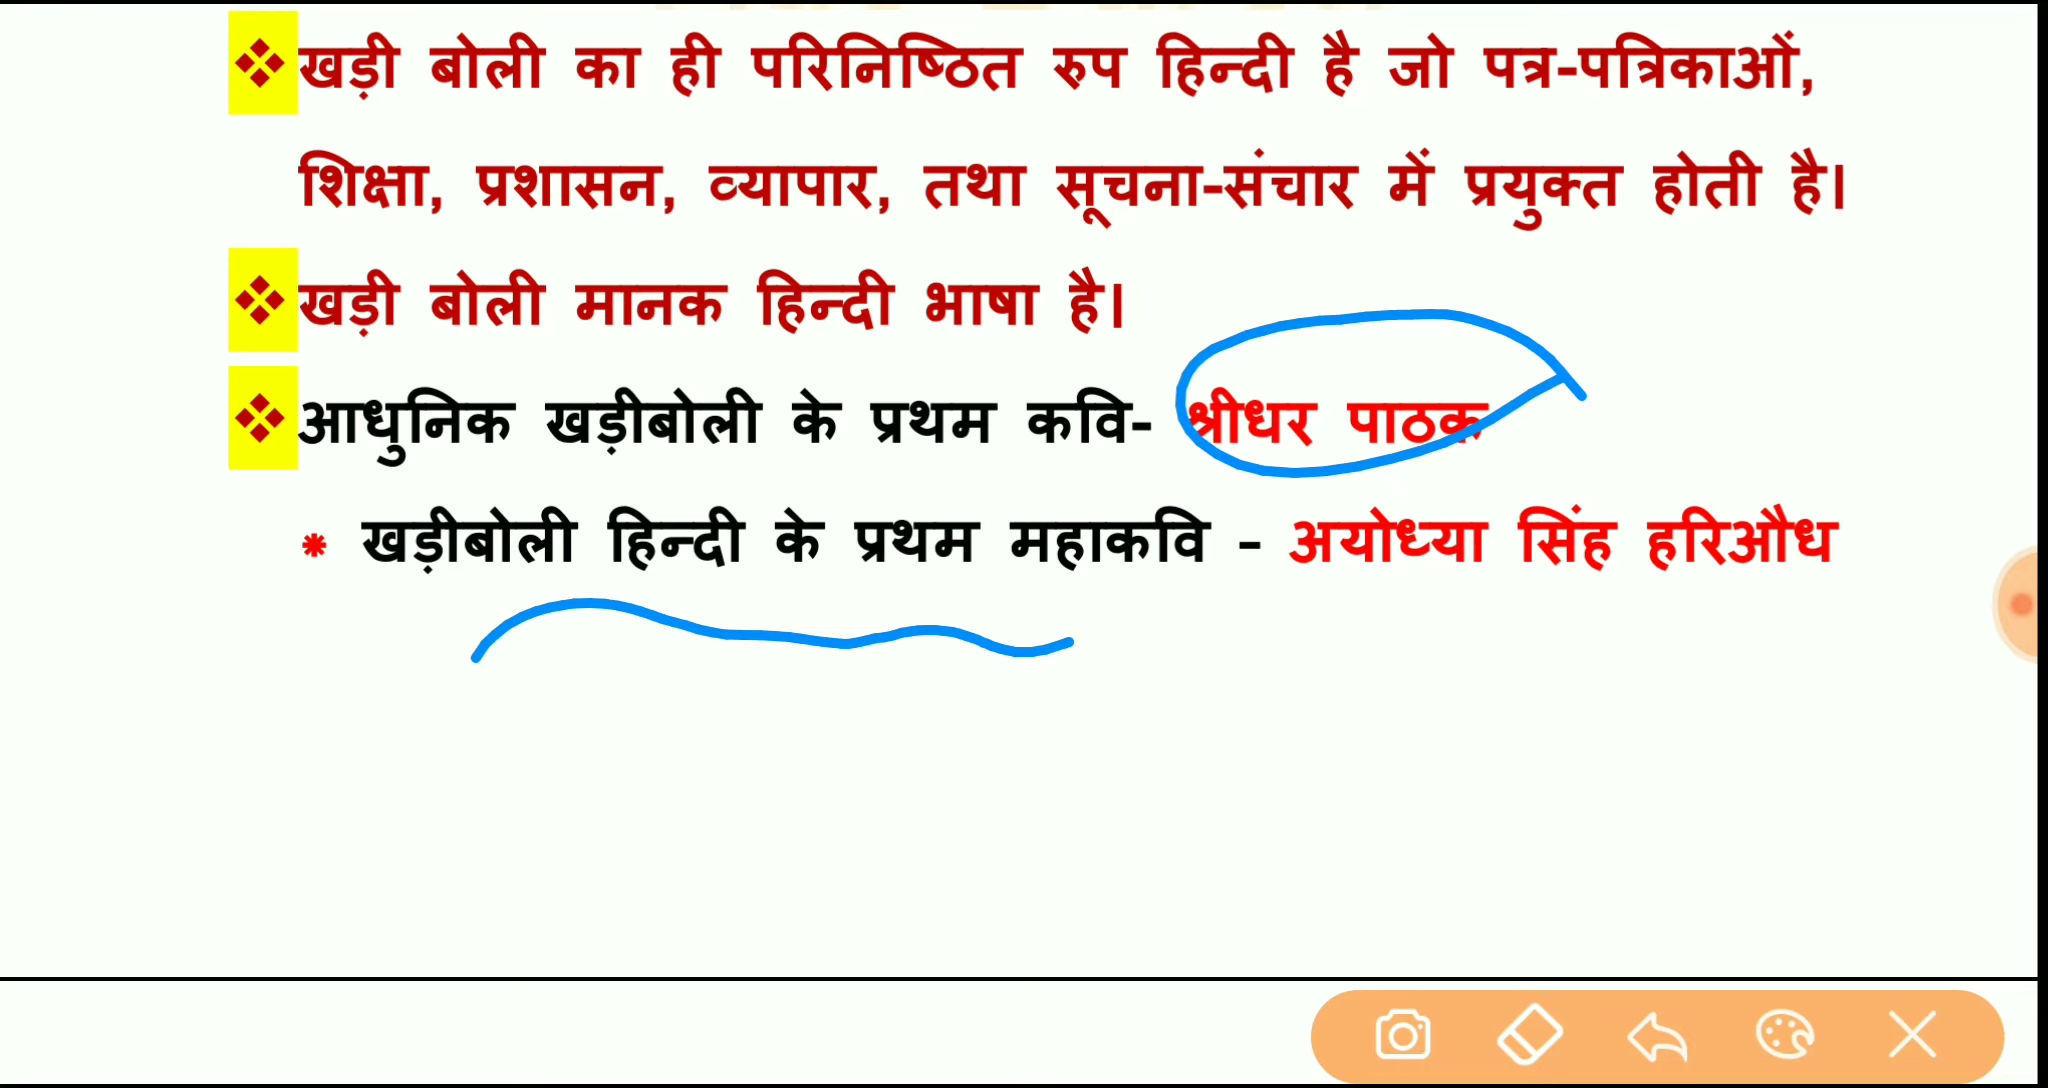 खड़ी बोली का ही परिनिष्ठित रुप हिन्दी है जो पत्र-पत्रिकाओं,
शिक्षा, प्रशासन, व्यापार, तथा सूचना-संचार में प्रयुक्त होती है।
खड़ी बोली मानक हिन्दी भाषा है।
आधुनिक खड़ीबोली के प्रथम कवि- श्रीधर पाठक
* खड़ीबोली हिन्दी के प्रथम महाकवि - अयोध्या सिंह हरिऔध